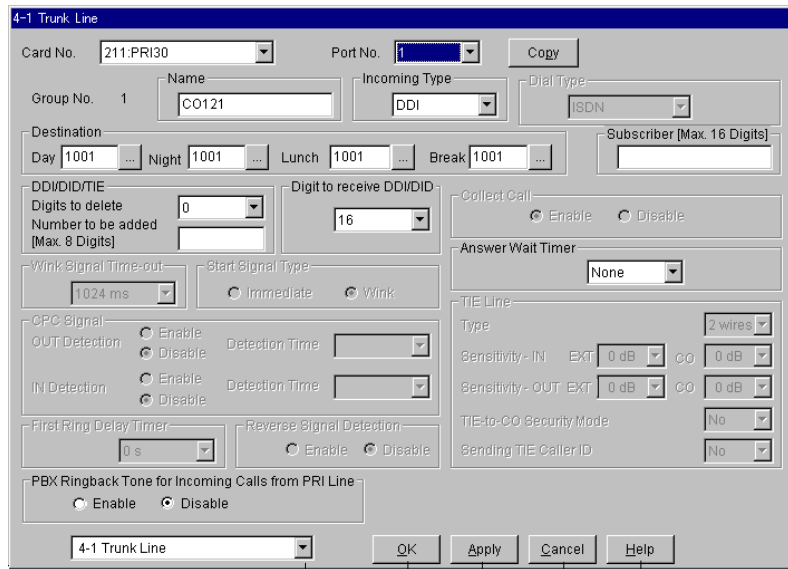 4-1 Trunk Line
Card No. 211:PRI30 Port No. 1 Copy
Name Incoming Type Dial Type
Group No. 1 CO121 DDI ISDN
Destination Subscriber [Max. 16 Digits]
Day 1001 ... Night 1001 ... Lunch 1001 ... Break 1001 ...
DDI/DID/TIE Digit to receive DDI/DID Collect Call
Digits to delete 0 16 Enable Disable
Number to be added
[Max. 8 Digits]
Answer Wait Timer
None
Wink Signal Time-out Start Signal Type
1024 ms Immediate Wink
TIE Line
CPC Signal Type 2 wires
OUT Detection Enable Disable Detection Time
Sensitivity - IN EXT 0 dB CO 0 dB
IN Detection Enable Disable Detection Time
Sensitivity - OUT EXT 0 dB CO 0 dB
First Ring Delay Timer Reverse Signal Detection TIE-to-CO Security Mode No
0 s Enable Disable Sending TIE Caller ID No
PBX Ringback Tone for Incoming Calls from PRI Line
Enable Disable
4-1 Trunk Line OK Apply Cancel Help